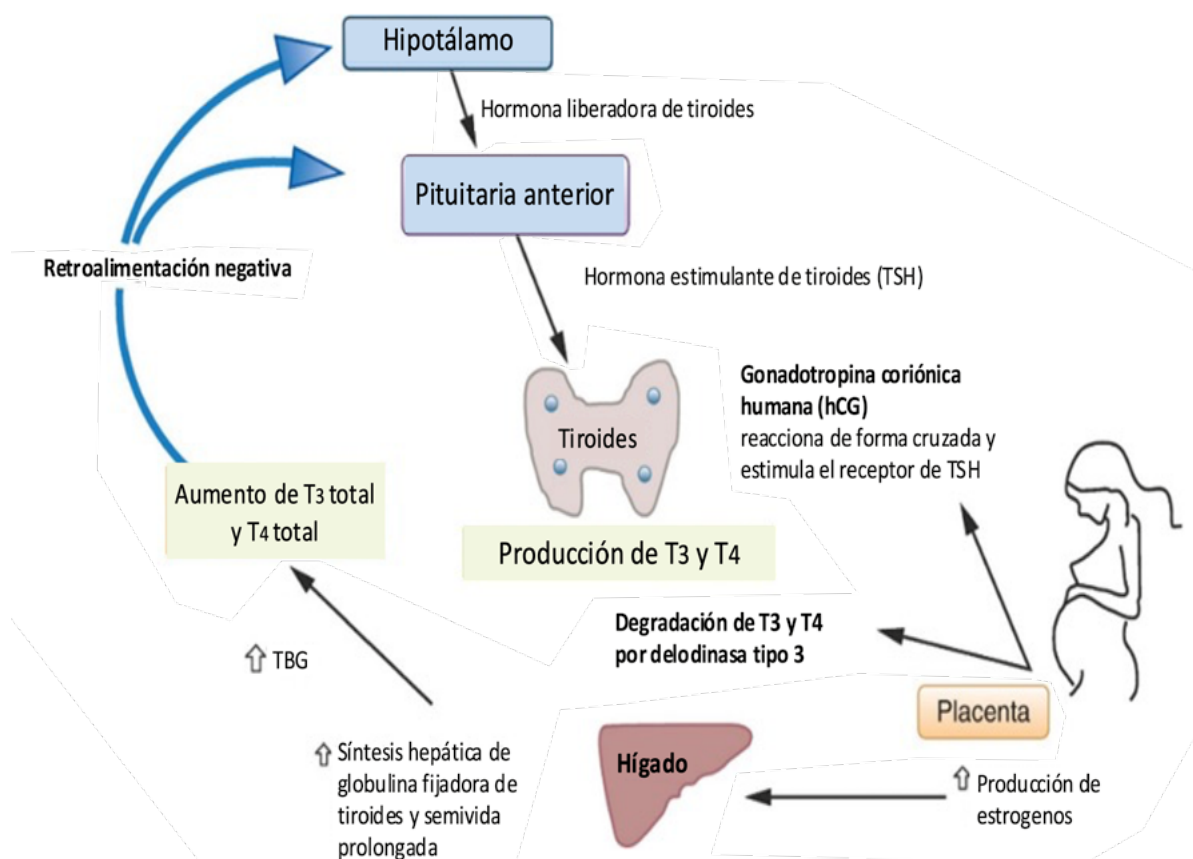 Hipotálamo
Hormona liberadora de tiroides
Pituitaria anterior
Retroalimentación negativa
Hormona estimulante de tiroides (TSH)
Gonadotropina coriónica
humana (hCG)
reacciona de forma cruzada y
estimula el receptor de TSH
Tiroides
Aumento de T3 total
y T4 total
Producción de T3 y T4
Degradación de T3 y T4
por delodinasa tipo 3
⇧ TBG
Placenta
⇧ Síntesis hepática de
globulina fijadora de
tiroides y semivida
prolongada
Hígado
⇧ Producción de
estrogenos